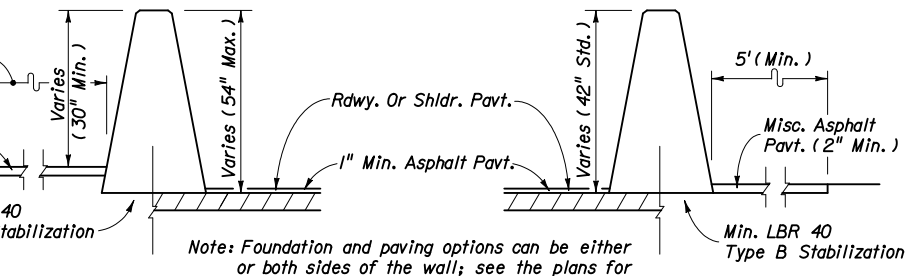 Varies
(30" Min.)
Varies (54" Max.)
Rdwy. Or Shldr. Pavt.
1" Min. Asphalt Pavt.
Varies (42" Std.)
5'(Min.)
Misc. Asphalt
Pavt. (2" Min.)
40
Min. LBR 40
Type B Stabilization
Note: Foundation and paving options can be either
or both sides of the wall; see the plans for